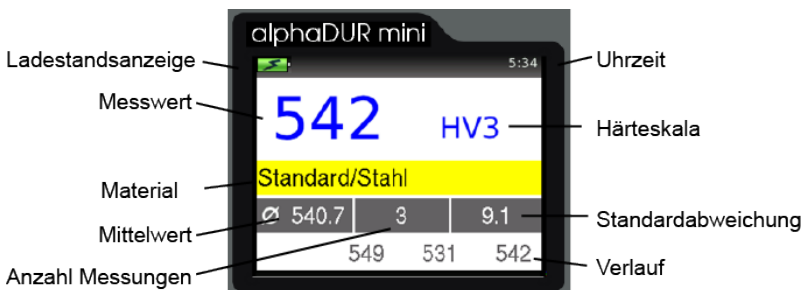 alphaDUR mini
Ladestandsanzeige
5:34
Uhrzeit
Messwert
542
HV3
Härteskala
Material
Standard/Stahl
Mittelwert
Ø 540.7
3
9.1
Standardabweichung
Anzahl Messungen
549 531 542
Verlauf